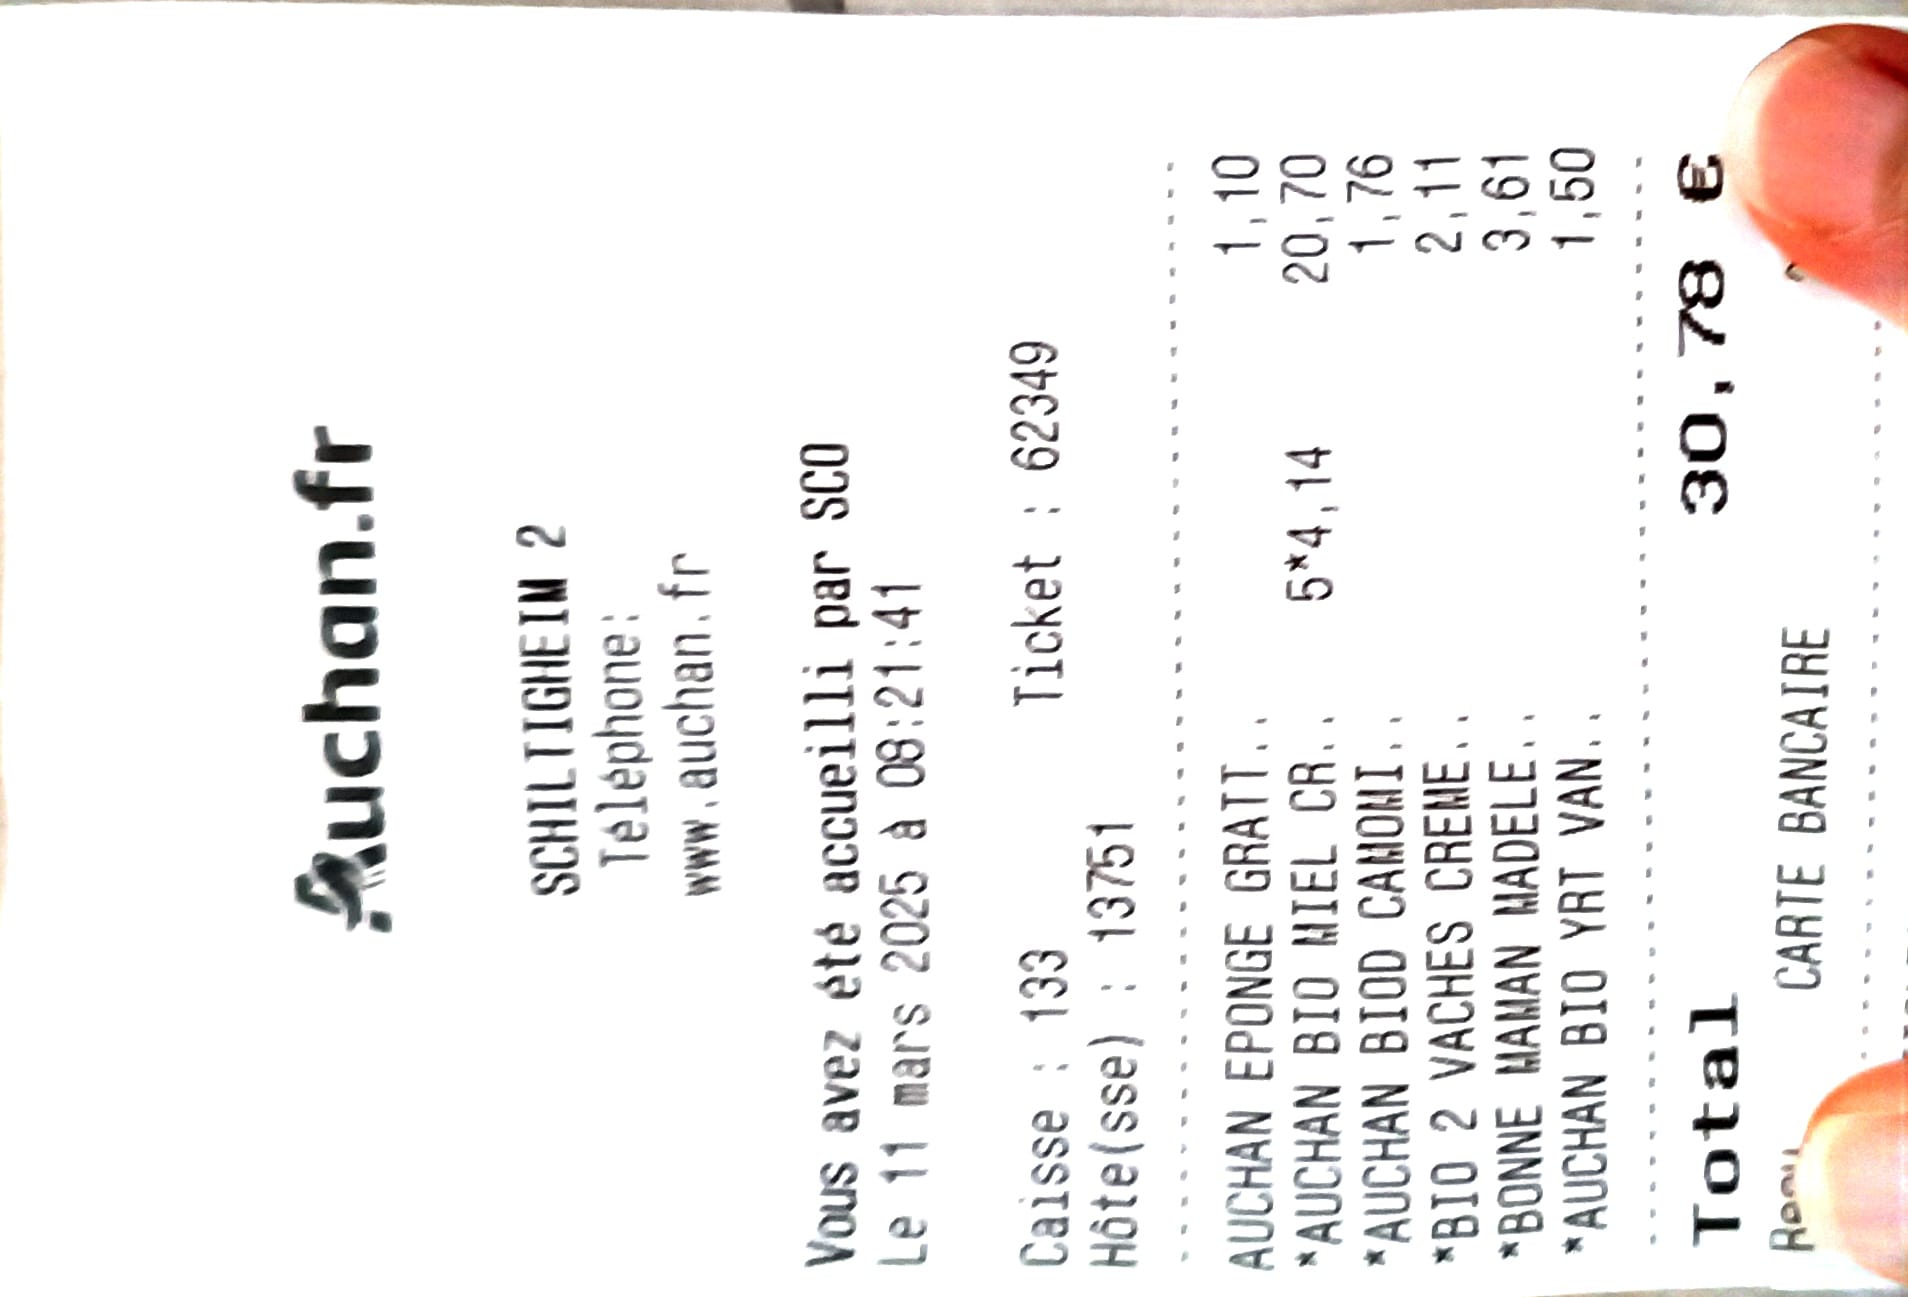 Auchan.fr
SCHILTIGHEIM 2
Téléphone:
www.auchan.fr
Vous avez été accueilli par SCO
Le 11 mars 2025 à 08:21:41
Caisse : 133 Ticket : 62349
Hôte(sse) : 13751
AUCHAN EPONGE GRATT.. 1,10
*AUCHAN BIO MIEL CR.. 5*4,14 20,70
*AUCHAN BIOD CAMOMI.. 1,76
*BIO 2 VACHES CREME.. 2,11
*BONNE MAMAN MADELE.. 3,61
*AUCHAN BIO YRT VAN.. 1,50
Total 30,78 €
CARTE BANCAIRE